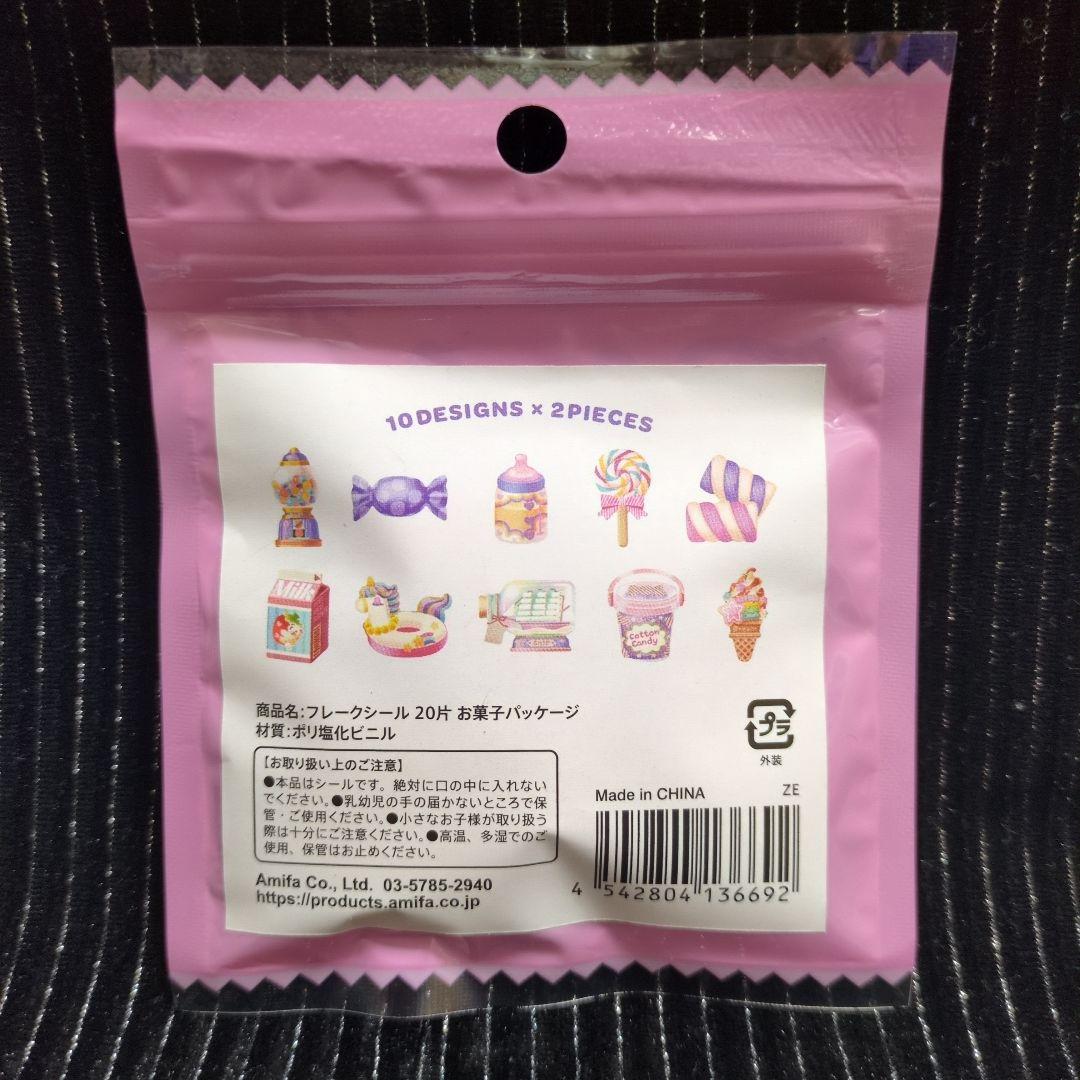 10 DESIGNS × 2 PIECES
Milk
Cotton
Candy
商品名:フレークシール 20片 お菓子パッケージ
材質:ポリ塩化ビニル
プラ
外装
【お取り扱い上のご注意】
●本品はシールです。絶対に口の中に入れない
でください。●乳幼児の手の届かないところで保
管・ご使用ください。●小さなお子様が取り扱う
際は十分にご注意ください。●高温、多湿でのご
使用、保管はお止めください。
Made in CHINA ZE
4 542804 136692
Amifa Co., Ltd. 03-5785-2940
https://products.amifa.co.jp